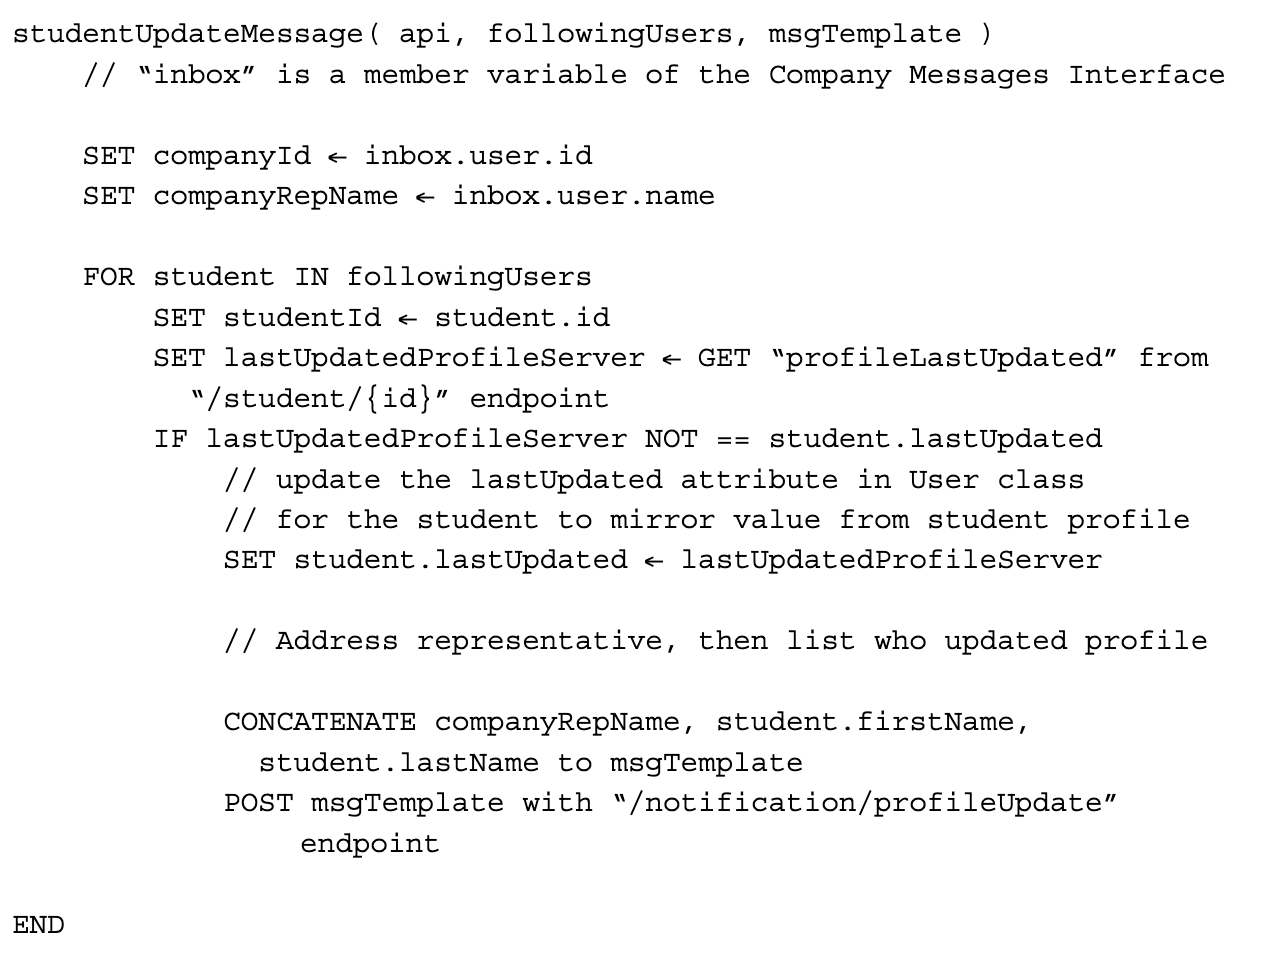 studentUpdateMessage( api, followingUsers, msgTemplate )
// “inbox” is a member variable of the Company Messages Interface
SET companyId ← inbox.user.id
SET companyRepName ← inbox.user.name
FOR student IN followingUsers
SET studentId ← student.id
SET lastUpdatedProfileServer ← GET “profileLastUpdated” from
“/student/{id}” endpoint
IF lastUpdatedProfileServer NOT == student.lastUpdated
// update the lastUpdated attribute in User class
// for the student to mirror value from student profile
SET student.lastUpdated ← lastUpdatedProfileServer
// Address representative, then list who updated profile
CONCATENATE companyRepName, student.firstName,
student.lastName to msgTemplate
POST msgTemplate with “/notification/profileUpdate”
endpoint
END